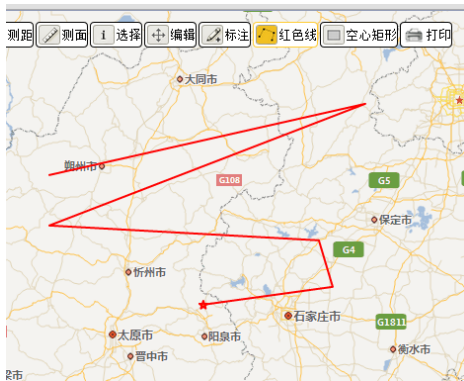 测距 测面 选择 编辑 标注 红色线 空心矩形 打印
大同市
朔州市
G108
G5
保定市
G4
忻州市
石家庄市
G1811
太原市
阳泉市
衡水市
晋中市
梁市